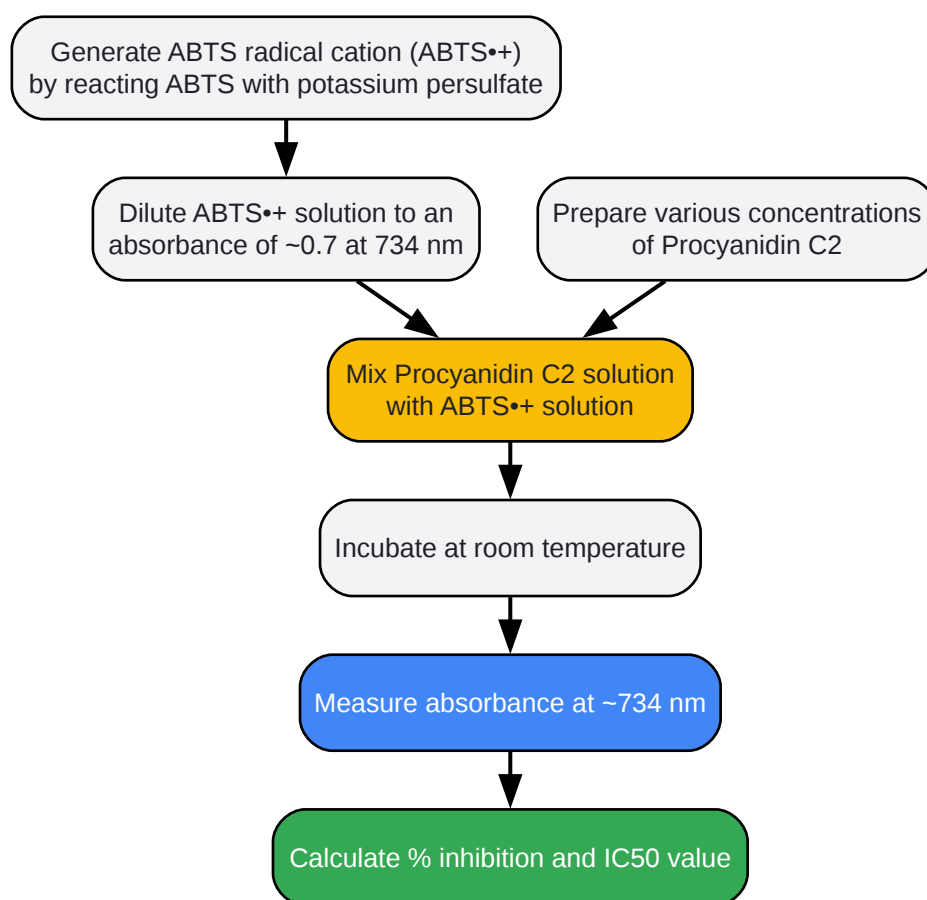 Generate ABTS radical cation (ABTS•+)
by reacting ABTS with potassium persulfate
Dilute ABTS•+ solution to an
absorbance of ~0.7 at 734 nm
Prepare various concentrations
of Procyanidin C2
Mix Procyanidin C2 solution
with ABTS•+ solution
Incubate at room temperature
Measure absorbance at ~734 nm
Calculate % inhibition and IC50 value